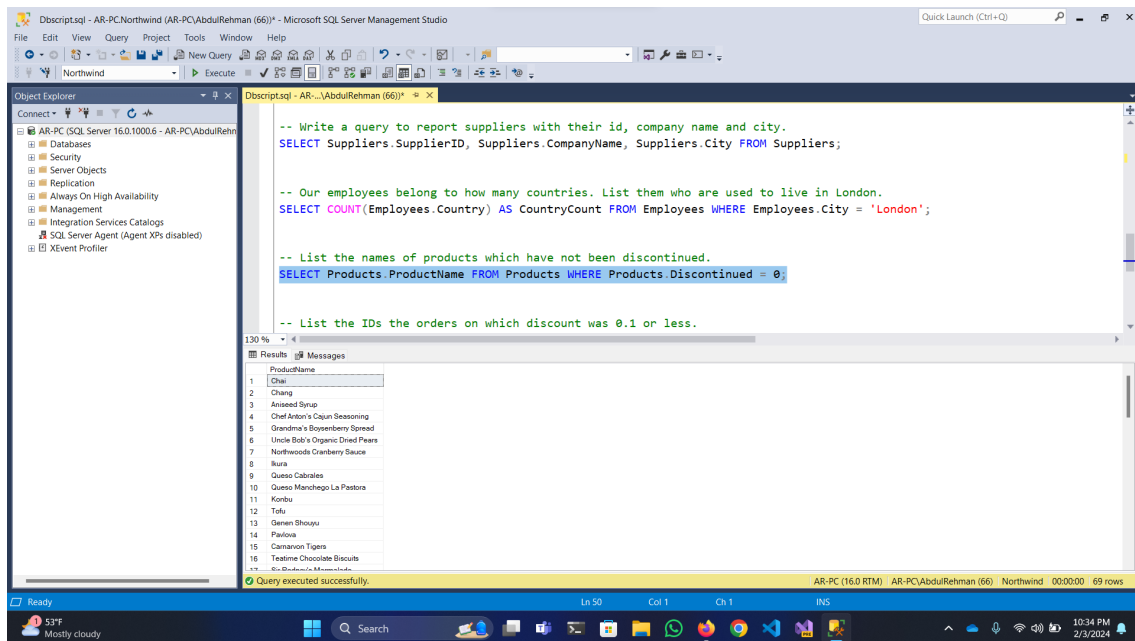 Dbscript.sql - AR-PC.Northwind (AR-PC\AbdulRehman (66))* - Microsoft SQL Server Management Studio
Quick Launch (Ctrl+Q)
File Edit View Query Project Tools Window Help
New Query
Northwind
Execute
Object Explorer
Dbscript.sql - AR-...\AbdulRehman (66))*
Connect
AR-PC (SQL Server 16.0.1000.6 - AR-PC\AbdulRehn
Databases
Security
Server Objects
Replication
Always On High Availability
Management
Integration Services Catalogs
SQL Server Agent (Agent XPs disabled)
XEvent Profiler
-- Write a query to report suppliers with their id, company name and city.
SELECT Suppliers.SupplierID, Suppliers.CompanyName, Suppliers.City FROM Suppliers;
-- Our employees belong to how many countries. List them who are used to live in London.
SELECT COUNT(Employees.Country) AS CountryCount FROM Employees WHERE Employees.City = 'London';
-- List the names of products which have not been discontinued.
SELECT Products.ProductName FROM Products WHERE Products.Discontinued = 0;
-- List the IDs the orders on which discount was 0.1 or less.
130 %
Results Messages
ProductName
1 Chai
2 Chang
3 Aniseed Syrup
4 Chef Anton's Cajun Seasoning
5 Grandma's Boysenberry Spread
6 Uncle Bob's Organic Dried Pears
7 Northwoods Cranberry Sauce
8 Ikura
9 Queso Cabrales
10 Queso Manchego La Pastora
11 Konbu
12 Tofu
13 Genen Shouyu
14 Pavlova
15 Carnarvon Tigers
16 Teatime Chocolate Biscuits
17 Sir Rodney's Marmalade
Query executed successfully.
AR-PC (16.0 RTM) AR-PC\AbdulRehman (66) Northwind 00:00:00 69 rows
Ready
Ln 50 Col 1 Ch 1 INS
1
53°F
Mostly cloudy
Search
10:34 PM
2/3/2024